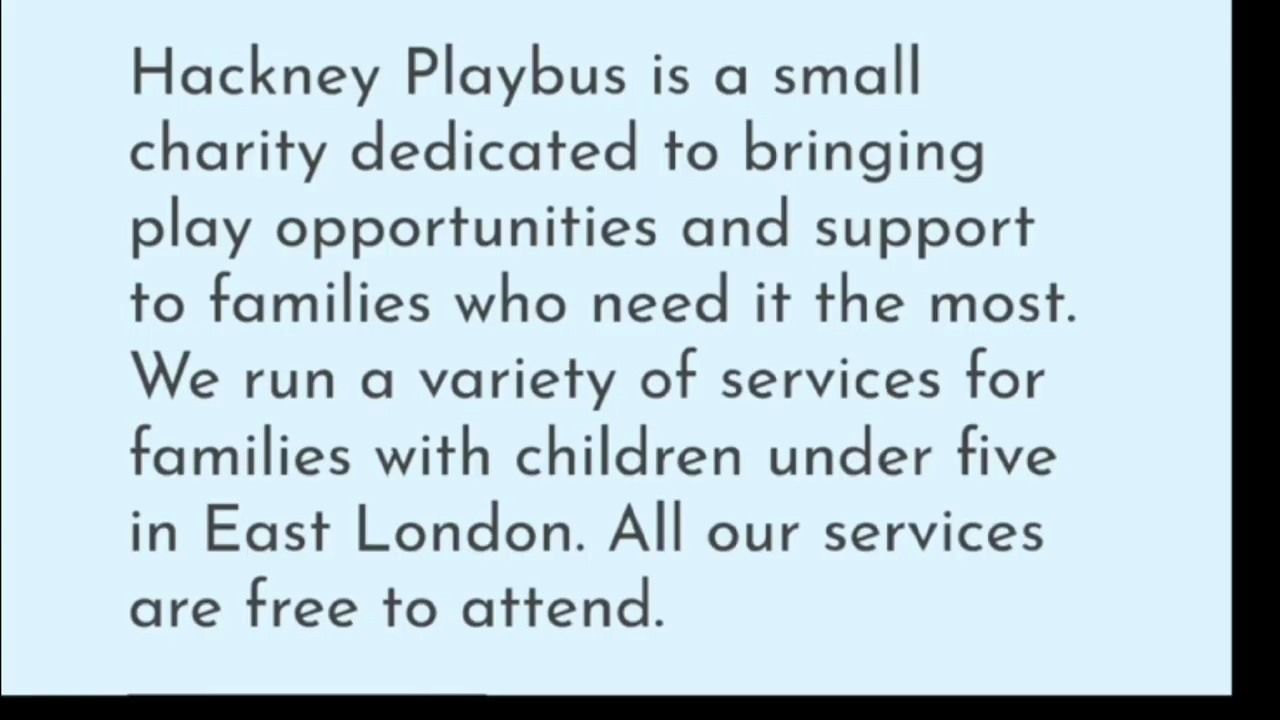 Hackney Playbus is a small
charity dedicated to bringing
play opportunities and support
to families who need it the most.
We run a variety of services for
families with children under five
in East London. All our services
are free to attend.